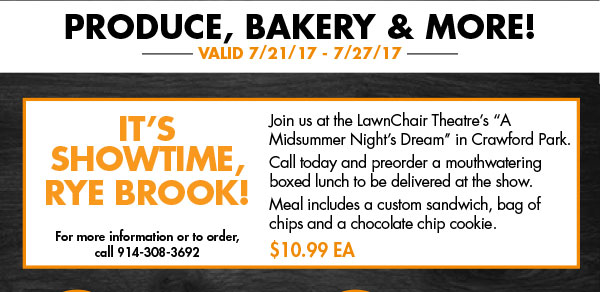 PRODUCE, BAKERY & MORE!
VALID 7/21/17 - 7/27/17
IT'S
SHOWTIME,
RYE BROOK!
For more information or to order,
call 914-308-3692
Join us at the LawnChair Theatre's “A
Midsummer Night's Dream” in Crawford Park.
Call today and preorder a mouthwatering
boxed lunch to be delivered at the show.
Meal includes a custom sandwich, bag of
chips and a chocolate chip cookie.
$10.99 EA